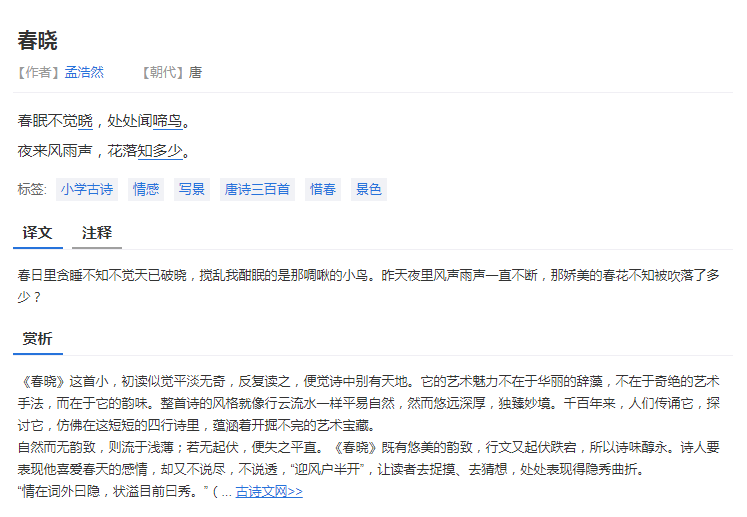 春晓
【作者】孟浩然 【朝代】唐
春眠不觉晓，处处闻啼鸟。
夜来风雨声，花落知多少。
标签: 小学古诗 情感 写景 唐诗三百首 惜春 景色
译文 注释
春日里贪睡不知不觉天已破晓，搅乱我酣眠的是那啁啾的小鸟。昨天夜里风声雨声一直不断，那娇美的春花不知被吹落了多
少？
赏析
《春晓》这首小，初读似觉平淡无奇，反复读之，便觉诗中别有天地。它的艺术魅力不在于华丽的辞藻，不在于奇绝的艺术
手法，而在于它的韵味。整首诗的风格就像行云流水一样平易自然，然而悠远深厚，独臻妙境。千百年来，人们传诵它，探
讨它，仿佛在这短短的四行诗里，蕴涵着开掘不完的艺术宝藏。
自然而无韵致，则流于浅薄；若无起伏，便失之平直。《春晓》既有悠美的韵致，行文又起伏跌宕，所以诗味醇永。诗人要
表现他喜爱春天的感情，却又不说尽，不说透，“迎风户半开”，让读者去捉摸、去猜想，处处表现得隐秀曲折。
“情在词外曰隐，状溢目前曰秀。”（... 古诗文网>>